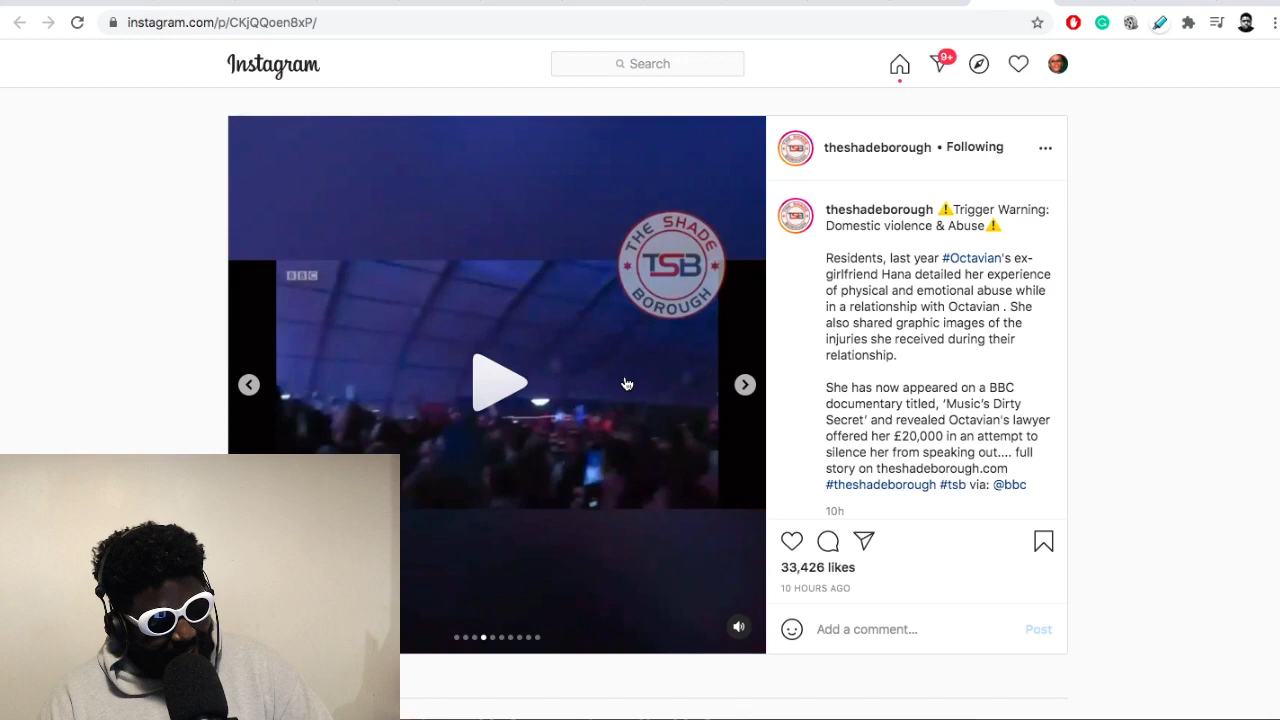 instagram.com/p/CKjQQoen8xP/
Instagram
Search
9+
BBC
THE SHADE
TSB
BOROUGH
theshadeborough • Following
theshadeborough ⚠️Trigger Warning:
Domestic violence & Abuse⚠️
Residents, last year #Octavian's ex-
girlfriend Hana detailed her experience
of physical and emotional abuse while
in a relationship with Octavian . She
also shared graphic images of the
injuries she received during their
relationship.
She has now appeared on a BBC
documentary titled, ‘Music’s Dirty
Secret’ and revealed Octavian's lawyer
offered her £20,000 in an attempt to
silence her from speaking out.... full
story on theshadeborough.com
#theshadeborough #tsb via: @bbc
10h
33,426 likes
10 HOURS AGO
Add a comment…
Post